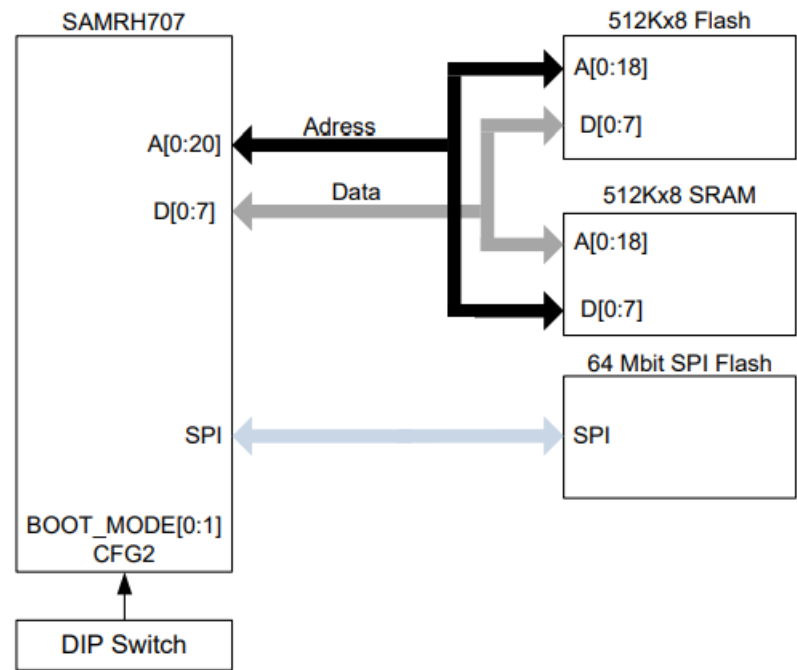 SAMRH707
A[0:20]
D[0:7]
SPI
BOOT_MODE[0:1]
CFG2
DIP Switch
Adress
Data
512Kx8 Flash
A[0:18]
D[0:7]
512Kx8 SRAM
A[0:18]
D[0:7]
64 Mbit SPI Flash
SPI